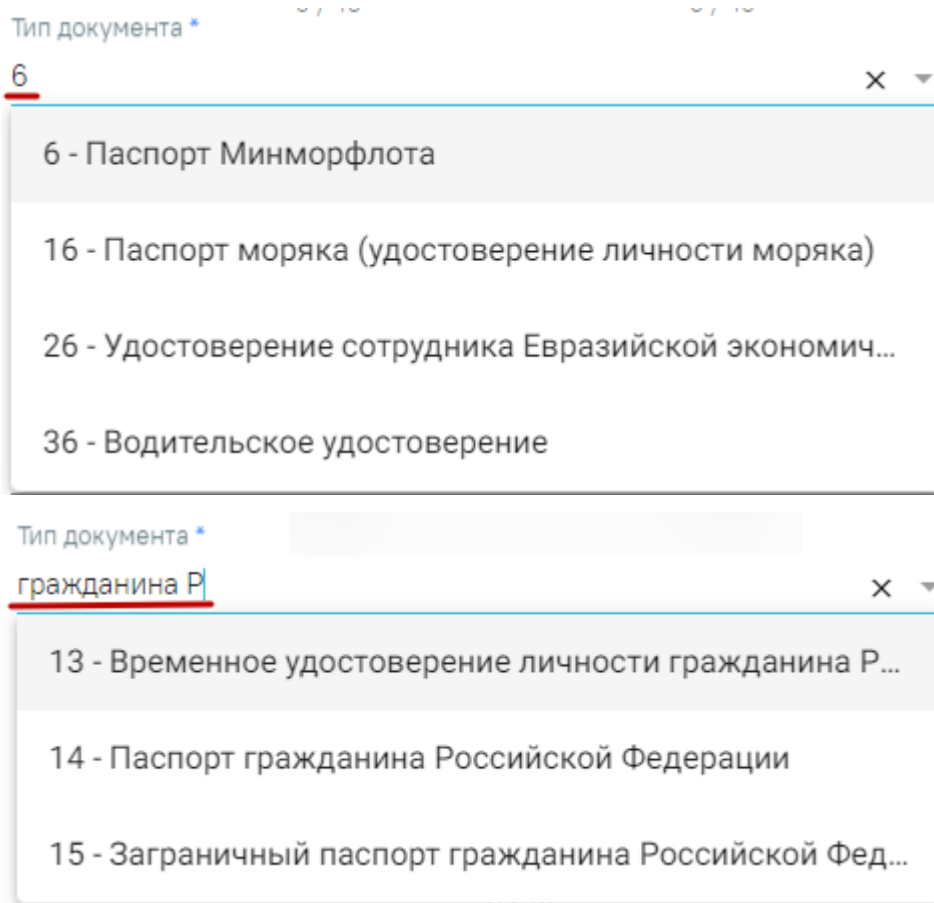 Тип документа *
6
6 - Паспорт Минморфлота
16 - Паспорт моряка (удостоверение личности моряка)
26 - Удостоверение сотрудника Евразийской экономич...
36 - Водительское удостоверение
Тип документа *
гражданина Р
13 - Временное удостоверение личности гражданина Р...
14 - Паспорт гражданина Российской Федерации
15 - Заграничный паспорт гражданина Российской Фед...